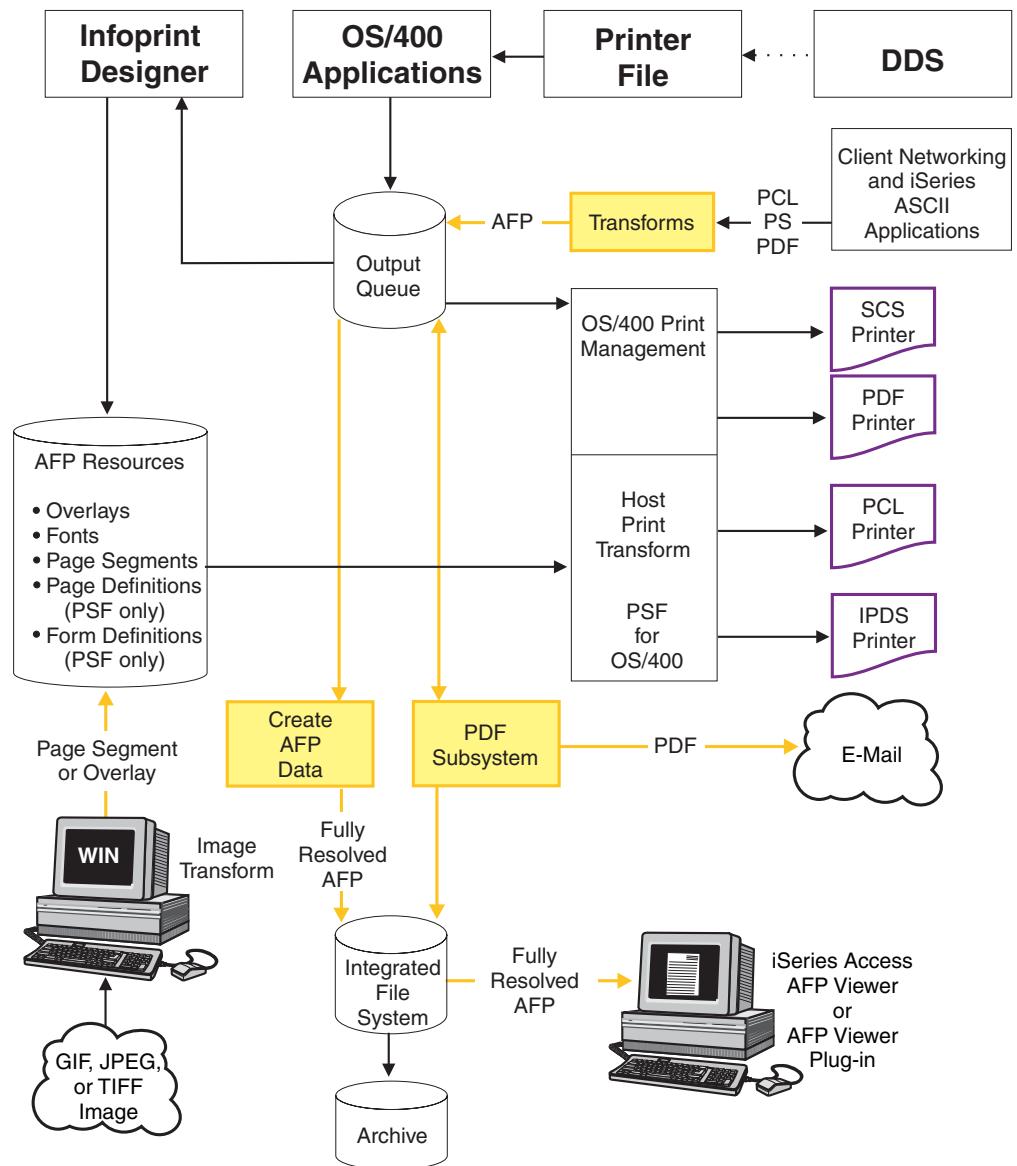 Infoprint
Designer
OS/400
Applications
Printer
File
DDS
Client Networking
and iSeries
ASCII
Applications
PCL
PS
PDF
Transforms
AFP
Output
Queue
OS/400 Print
Management
SCS
Printer
PDF
Printer
AFP Resources
• Overlays
• Fonts
• Page Segments
• Page Definitions
(PSF only)
• Form Definitions
(PSF only)
Host
Print
Transform
PSF
for
OS/400
PCL
Printer
IPDS
Printer
Create
AFP
Data
PDF
Subsystem
PDF
E-Mail
Page Segment
or Overlay
WIN
Image
Transform
Fully
Resolved
AFP
Integrated
File
System
Fully
Resolved
AFP
iSeries Access
AFP Viewer
or
AFP Viewer
Plug-in
GIF, JPEG,
or TIFF
Image
Archive